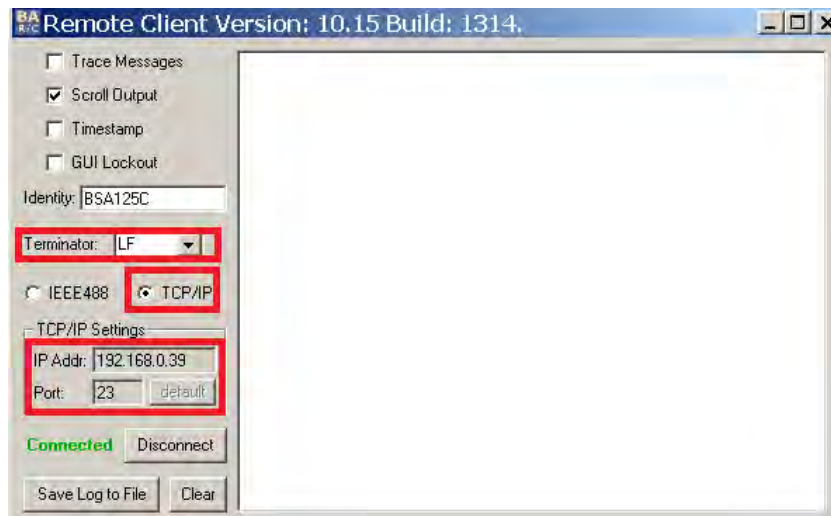 BA R/C Remote Client Version: 10.15 Build: 1314.
Trace Messages
Scroll Output
Timestamp
GUI Lockout
Identity: BSA125C
Terminator: LF
IEEE488 TCP/IP
TCP/IP Settings
IP Addr: 192.168.0.39
Port: 23 default
Connected Disconnect
Save Log to File Clear